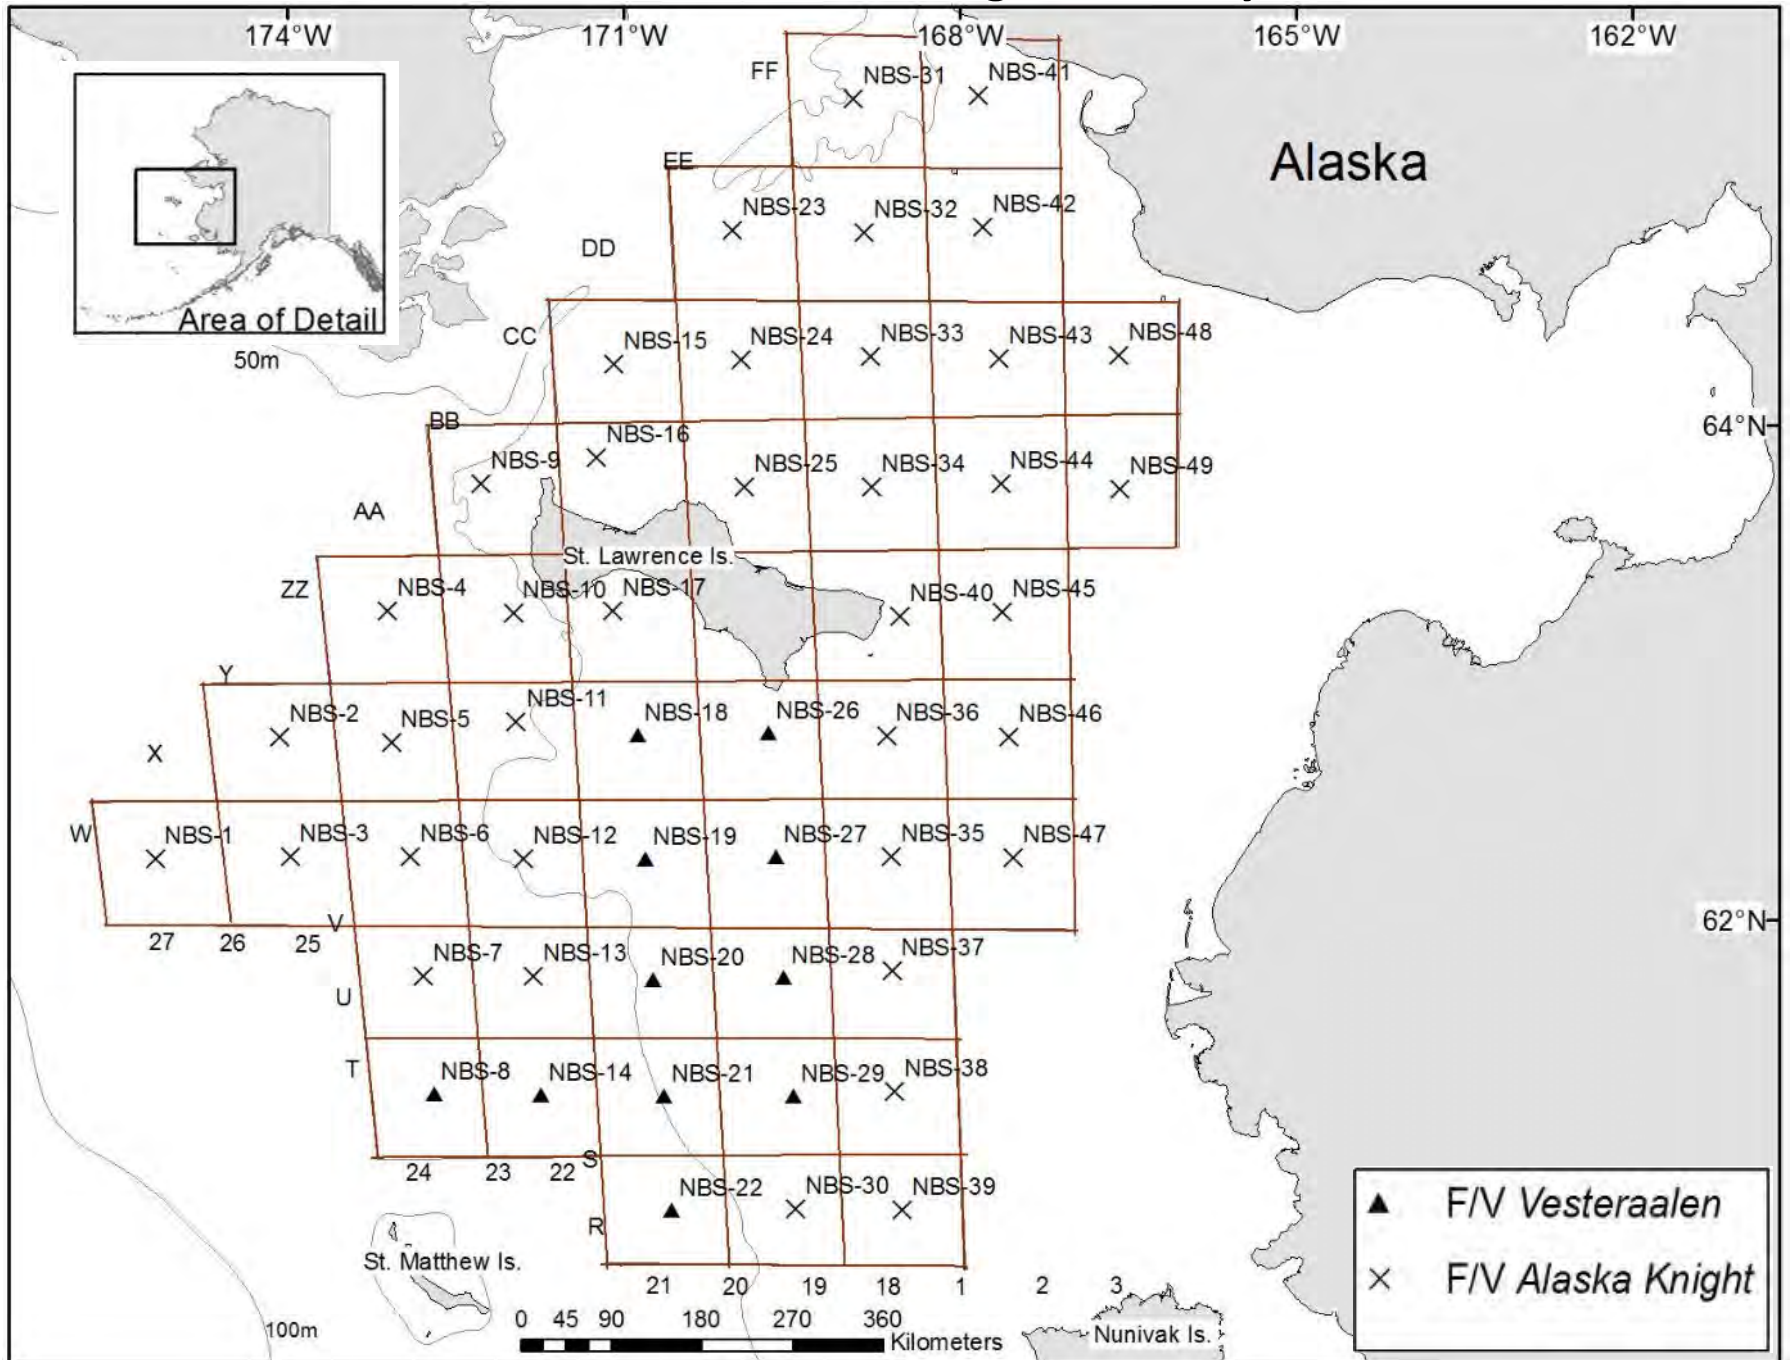 174°W 171°W 168°W 165°W 162°W
FF NBS-31 NBS-41
Alaska
EE
NBS-23 NBS-32 NBS-42
DD
Area of Detail
CC NBS-15 NBS-24 NBS-33 NBS-43 NBS-48
50m
BB 64°N
NBS-9 NBS-16 NBS-25 NBS-34 NBS-44 NBS-49
AA
St. Lawrence Is.
ZZ NBS-4 NBS-10 NBS-17 NBS-40 NBS-45
Y
NBS-2 NBS-5 NBS-11 NBS-18 NBS-26 NBS-36 NBS-46
X
W NBS-1 NBS-3 NBS-6 NBS-12 NBS-19 NBS-27 NBS-35 NBS-47
V 62°N
27 26 25
NBS-7 NBS-13 NBS-20 NBS-28 NBS-37
U
T NBS-8 NBS-14 NBS-21 NBS-29 NBS-38
S
24 23 22
NBS-22 NBS-30 NBS-39
R
F/V Vesteraalen
F/V Alaska Knight
St. Matthew Is.
21 20 19 18 1 2 3
0 45 90 180 270 360
Kilometers
100m
Nunivak Is.